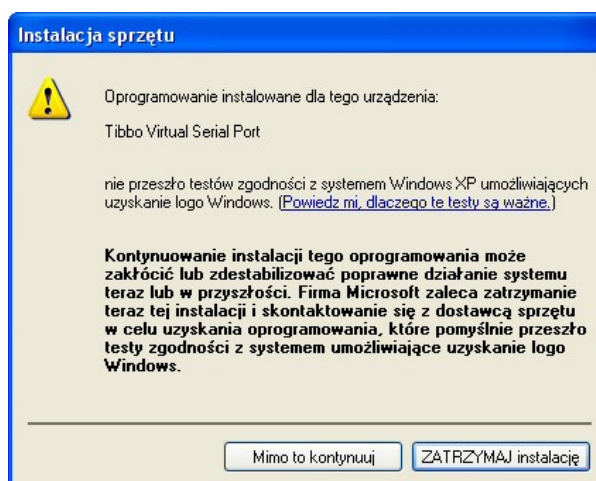 Instalacja sprzętu
Oprogramowanie instalowane dla tego urządzenia:
Tibbo Virtual Serial Port
nie przeszło testów zgodności z systemem Windows XP umożliwiających
uzyskanie logo Windows. (Powiedz mi, dlaczego te testy są ważne.)
Kontynuowanie instalacji tego oprogramowania może
zakłócić lub zdestabilizować poprawne działanie systemu
teraz lub w przyszłości. Firma Microsoft zaleca zatrzymanie
teraz tej instalacji i skontaktowanie się z dostawcą sprzętu
w celu uzyskania oprogramowania, które pomyślnie przeszło
testy zgodności z systemem umożliwiające uzyskanie logo
Windows.
Mimo to kontynuuj ZATRZYMAJ instalację